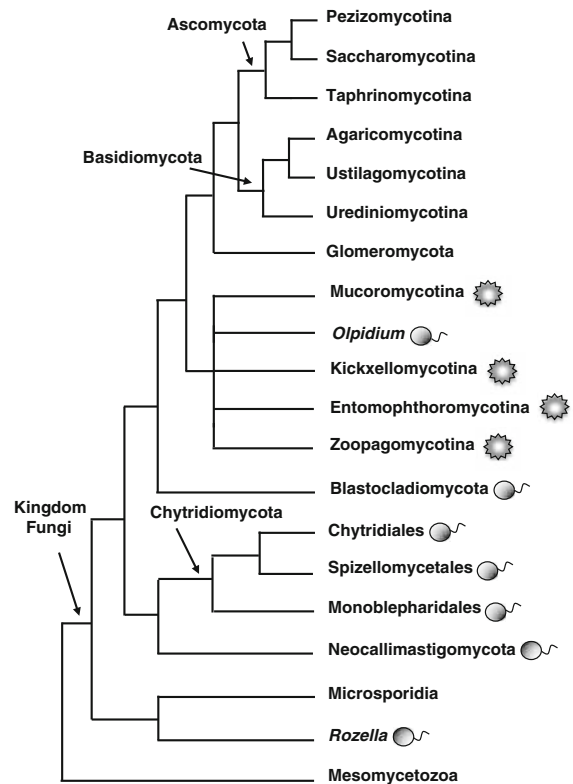 Ascomycota
Pezizomycotina
Saccharomycotina
Taphrinomycotina
Basidiomycota
Agaricomycotina
Ustilagomycotina
Urediniomycotina
Glomeromycota
Mucoromycotina
Olpidium
Kickxellomycotina
Entomophthoromycotina
Zoopagomycotina
Blastocladiomycota
Kingdom
Fungi
Chytridiomycota
Chytridiales
Spizellomycetales
Monoblepharidales
Neocallimastigomycota
Microsporidia
Rozella
Mesomycetozoa